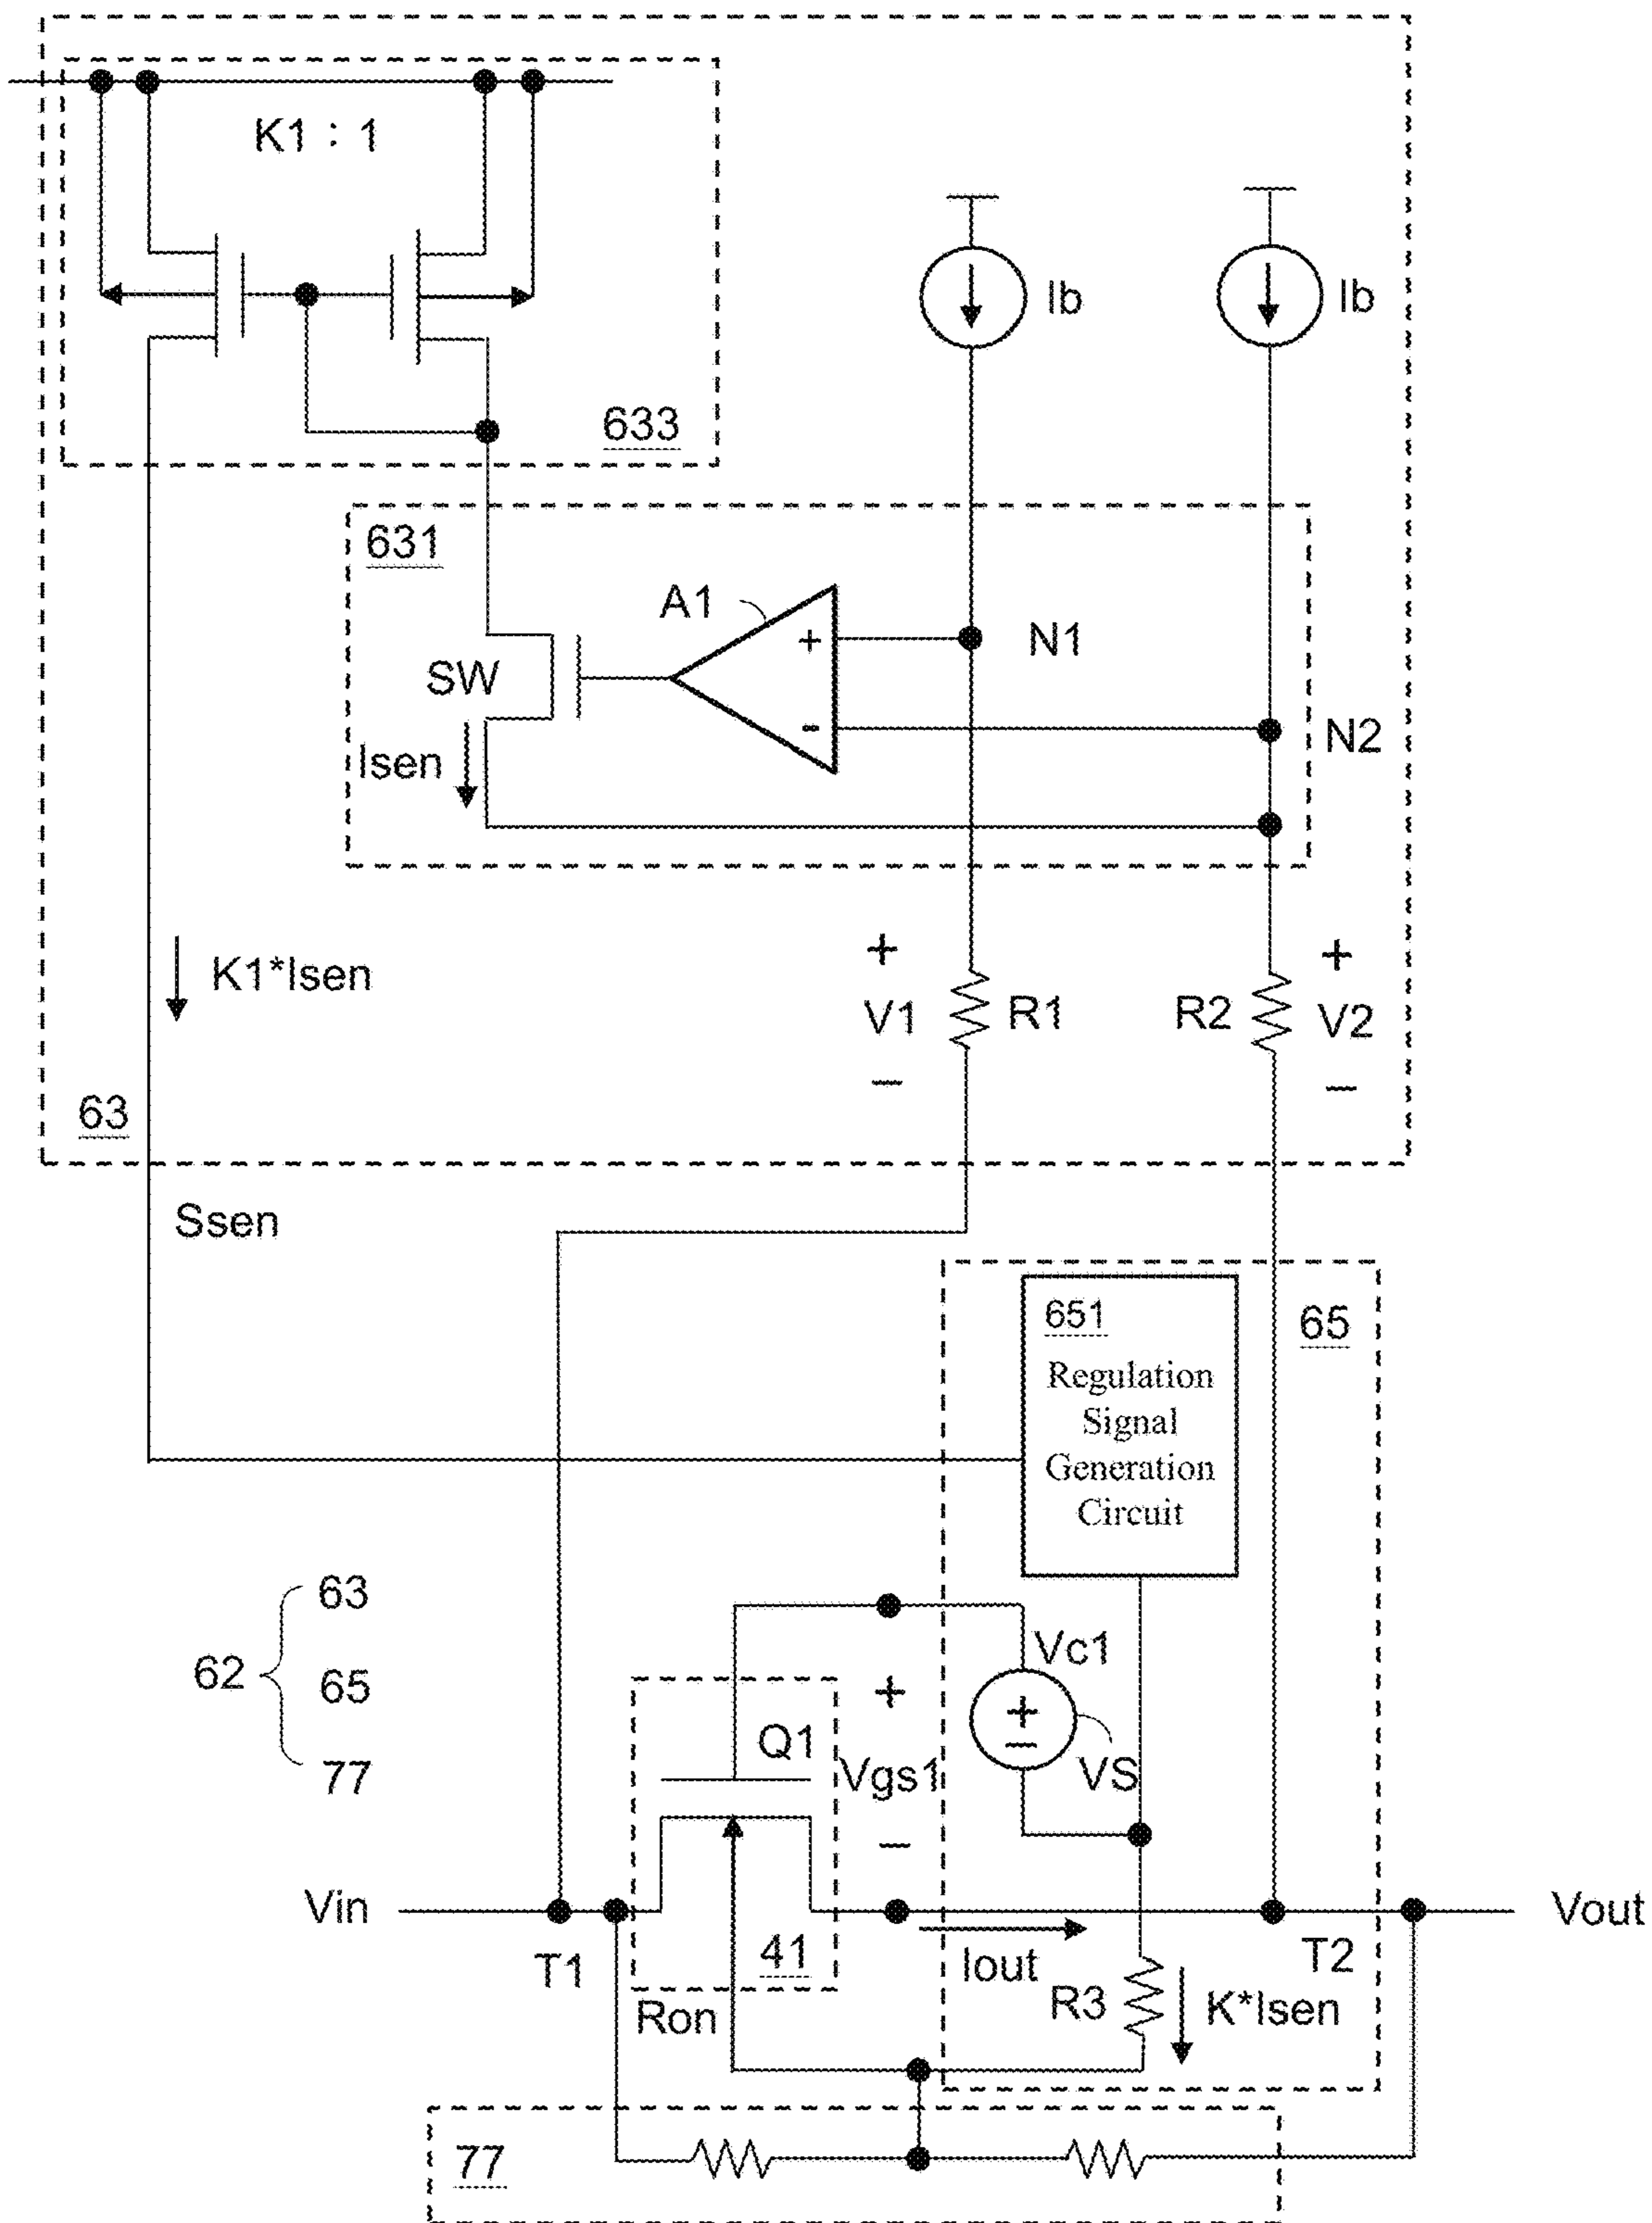 K1 : 1
633
Ib
Ib
631
A1
+
N1
SW
-
N2
Isen
K1*Isen
+
V1
−
R1
R2
+
V2
−
63
Ssen
651
Regulation
Signal
Generation
Circuit
65
62
63
65
77
Vc1
+
−
VS
Q1
+
Vgs1
−
Vin
Vout
T1
41
Iout
T2
Ron
R3
K*Isen
77